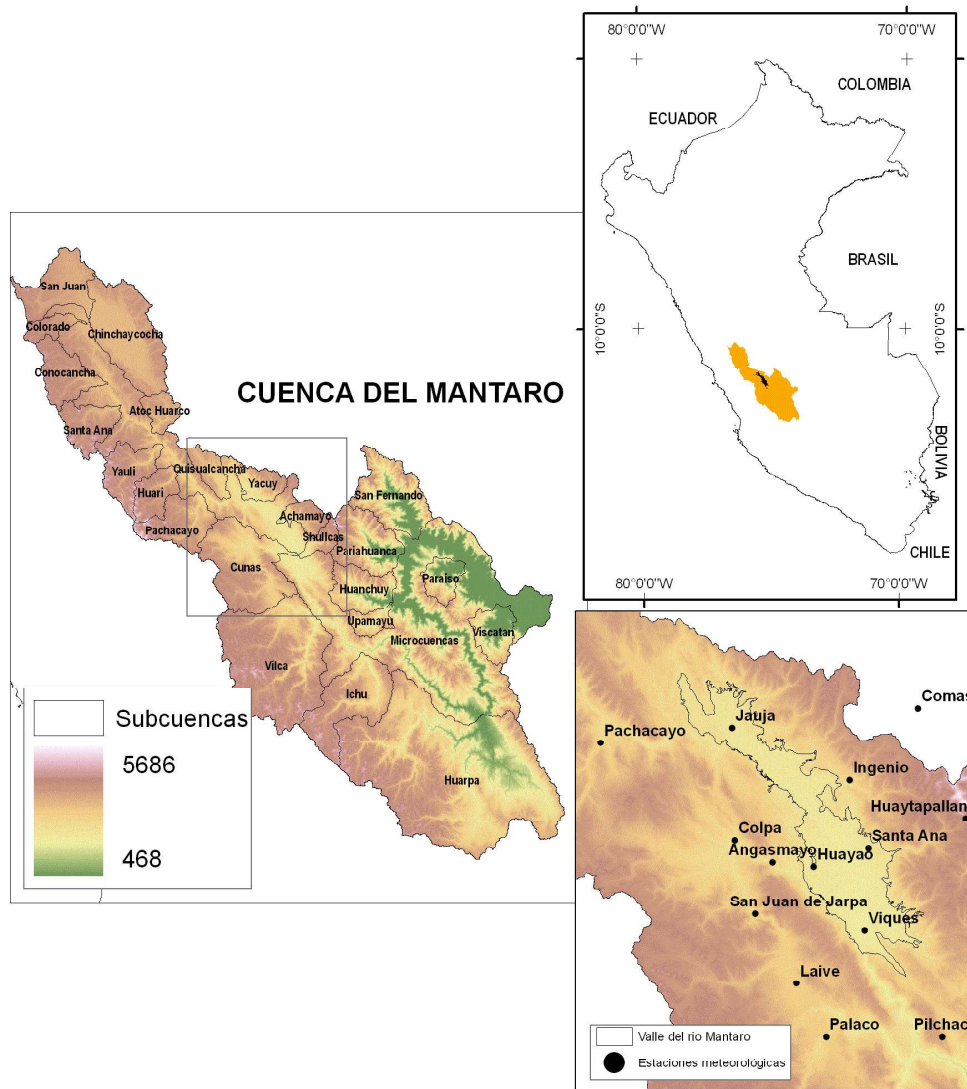 80°0'0"W
70°0'0"W
COLOMBIA
ECUADOR
BRASIL
10°0'0"S
10°0'0"S
BOLIVIA
CHILE
80°0'0"W
70°0'0"W
CUENCA DEL MANTARO
San Juan
Colorado
Chinchaycocha
Conocancha
Atoc Huarco
Santa Ana
Yauli
Quisualcancha
Yacuy
Huari
San Fernando
Pachacayo
Achamayo
Shullcas
Pariahuanca
Cunas
Paraiso
Huanchuy
Upamayu
Microcuencas
Viscatan
Vilca
Ichu
Huarpa
Subcuencas
5686
468
Comas
Jauja
Pachacayo
Ingenio
Huaytapallan
Colpa
Santa Ana
Angasmayo
Huayao
San Juan de Jarpa
Viques
Laive
Palaco
Pilchac
Valle del rio Mantaro
Estaciones meteorológicas